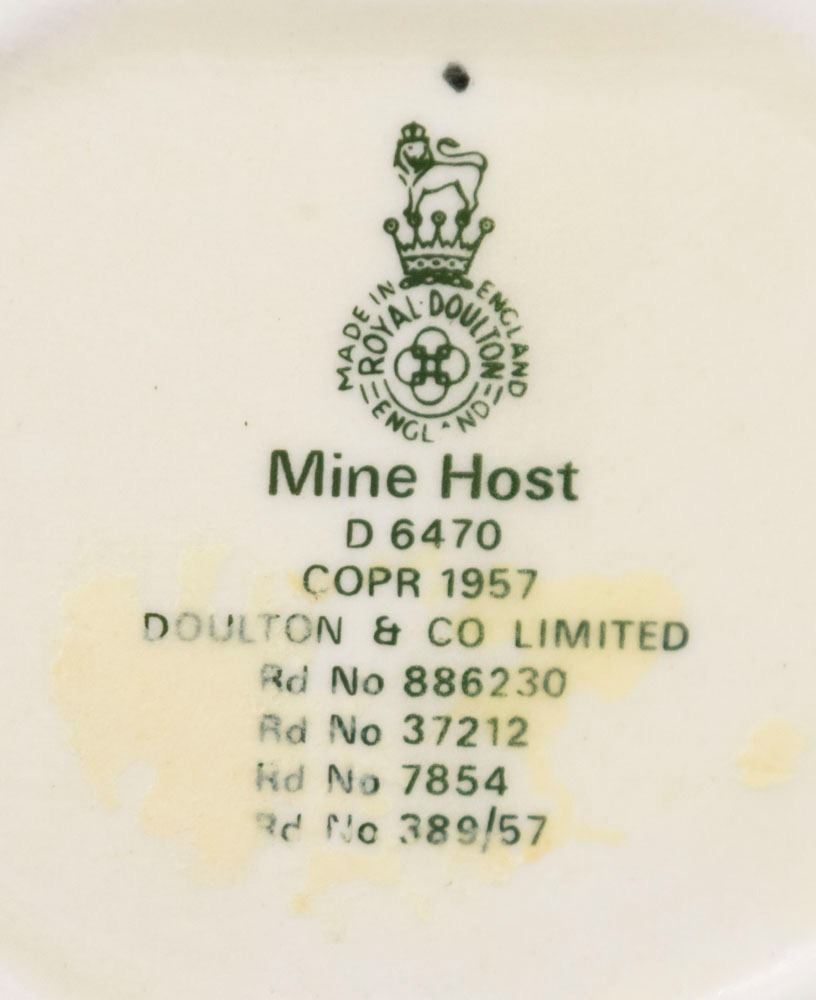 MADE IN ENGLAND
ROYAL·DOULTON
ENGLAND
Mine Host
D 6470
COPR 1957
DOULTON & CO LIMITED
Rd No 886230
Rd No 37212
Rd No 7854
Rd No 389/57